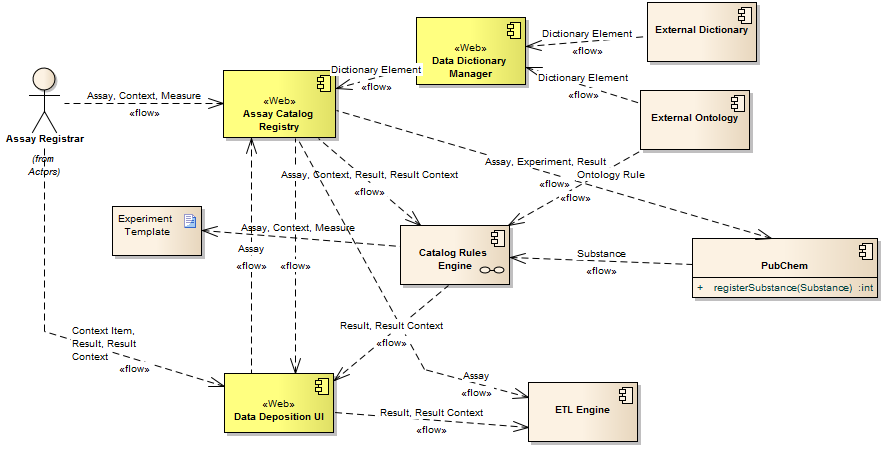 «Web»
Data Dictionary
Manager
Dictionary Element
«flow»
External Dictionary
Dictionary Element
«flow»
Dictionary Element
«flow»
External Ontology
Assay Registrar
(from
Actors)
Assay, Context, Measure
«flow»
«Web»
Assay Catalog
Registry
Assay, Experiment, Result
«flow»
Ontology Rule
«flow»
Assay, Context, Result, Result Context
«flow»
Experiment
Template
Assay, Context, Measure
«flow»
Assay
«flow»
«flow»
Catalog Rules
Engine
Substance
«flow»
PubChem
+ registerSubstance(Substance) :int
Context Item,
Result, Result
Context
«flow»
Result, Result Context
«flow»
Assay
«flow»
«Web»
Data Deposition UI
Result, Result Context
«flow»
ETL Engine